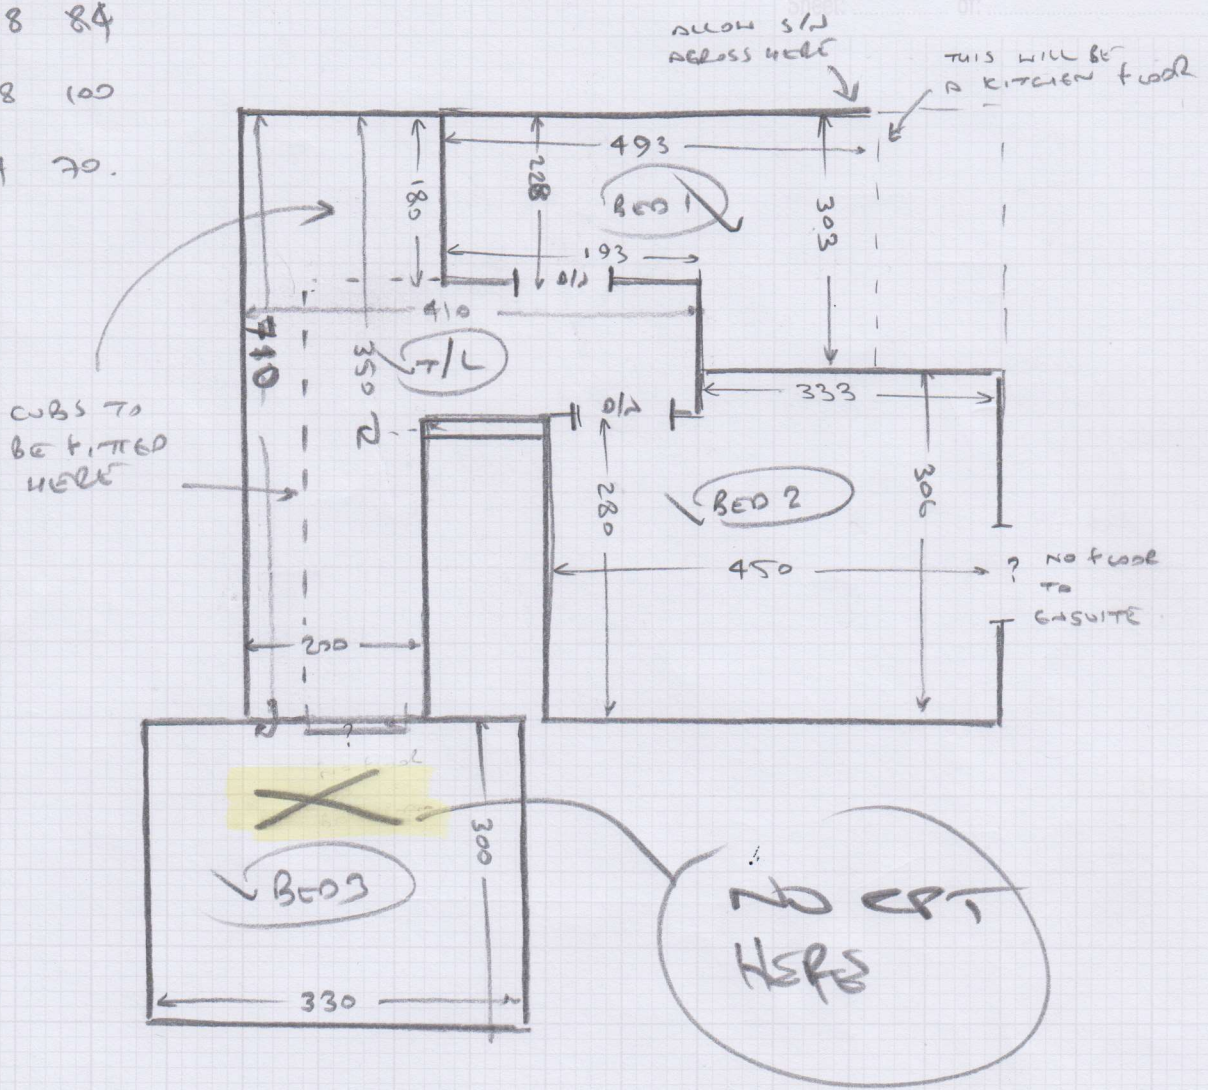 8 84
8 100
70.
ALLOW S/N
ACROSS HERE
THIS WILL BE
A KITCHEN FLOOR
493
228
180
BED 1
303
193
D/N
410
710
350
T/L
333
D/N
CUBS TO
BE FITTED
HERE
280
BED 2
306
450
? NO FLOOR
TO
ENSUITE
200
?
300
BED 3
330
NO CPT
HERE